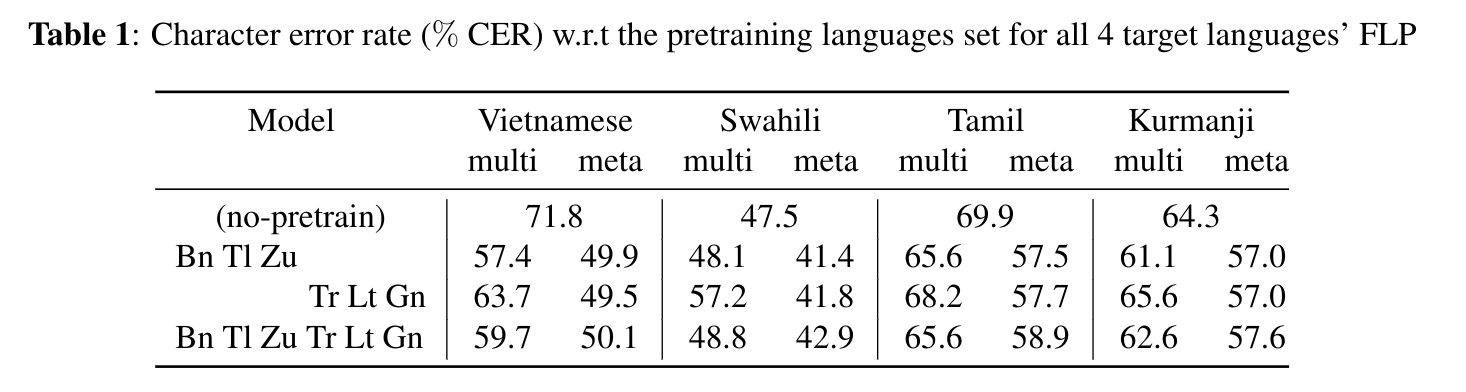 Table 1: Character error rate (% CER) w.r.t the pretraining languages set for all 4 target languages’ FLP
Model Vietnamese Swahili Tamil Kurmanji
multi meta multi meta multi meta multi meta
(no-pretrain) 71.8 47.5 69.9 64.3
Bn Tl Zu 57.4 49.9 48.1 41.4 65.6 57.5 61.1 57.0
Tr Lt Gn 63.7 49.5 57.2 41.8 68.2 57.7 65.6 57.0
Bn Tl Zu Tr Lt Gn 59.7 50.1 48.8 42.9 65.6 58.9 62.6 57.6